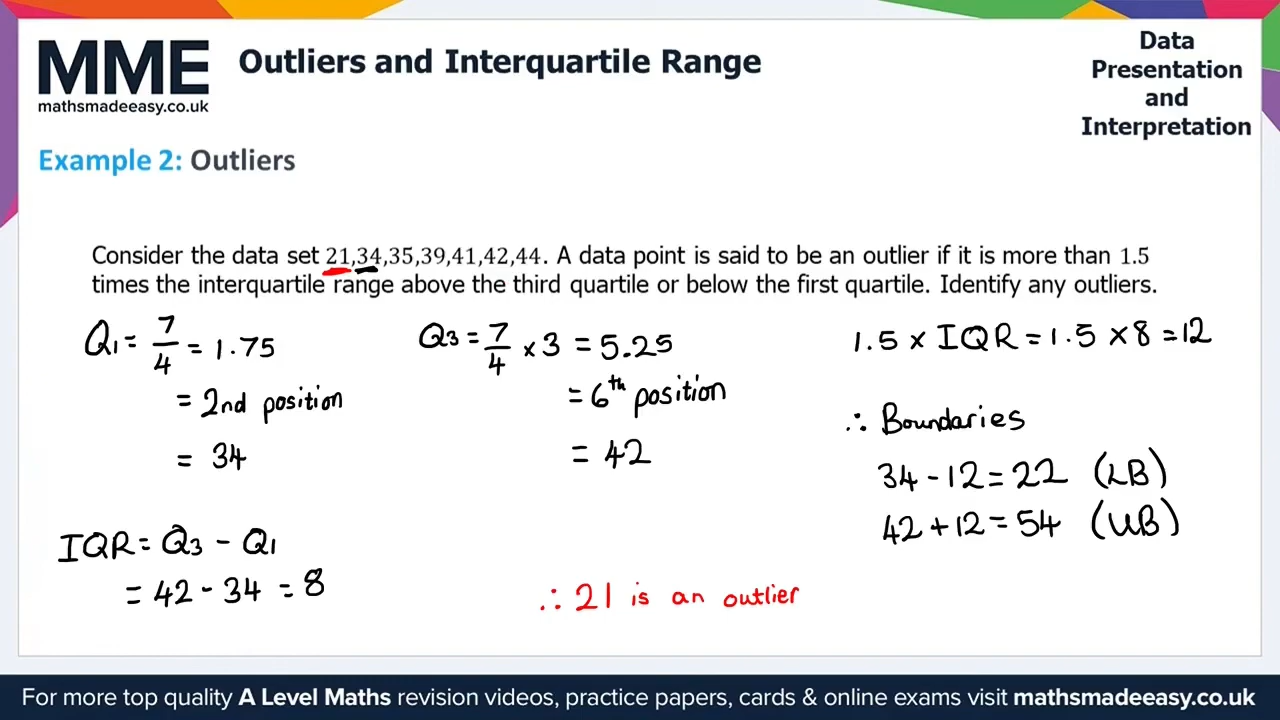 MME
mathsmadeeasy.co.uk
Outliers and Interquartile Range
Data
Presentation
and
Interpretation
Example 2: Outliers
Consider the data set 21,34,35,39,41,42,44. A data point is said to be an outlier if it is more than 1.5
times the interquartile range above the third quartile or below the first quartile. Identify any outliers.
Q1 = 7/4 = 1.75
= 2nd position
= 34
Q3 = 7/4 × 3 = 5.25
= 6th position
= 42
IQR = Q3 - Q1
= 42 - 34 = 8
1.5 × IQR = 1.5 × 8 = 12
∴ Boundaries
34 - 12 = 22 (LB)
42 + 12 = 54 (UB)
∴ 21 is an outlier
For more top quality A Level Maths revision videos, practice papers, cards & online exams visit mathsmadeeasy.co.uk